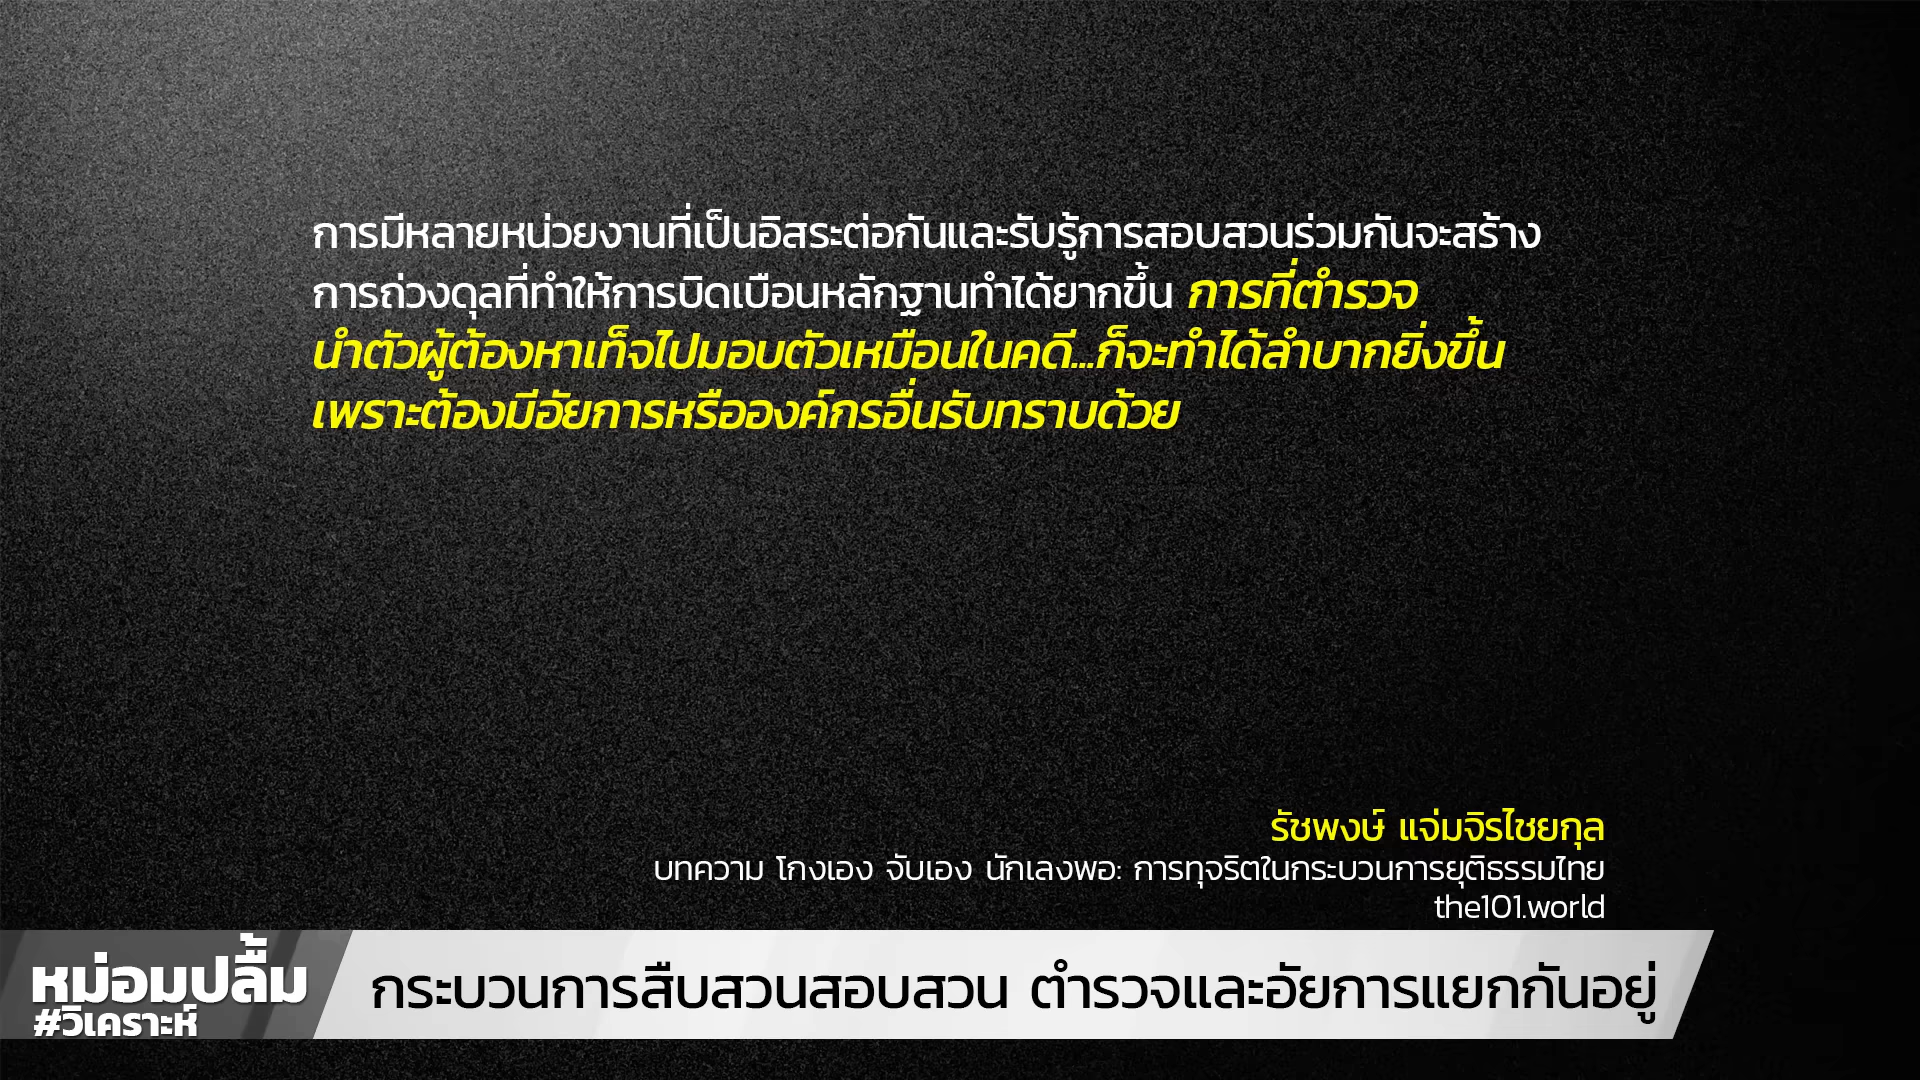 การมีหลายหน่วยงานที่เป็นอิสระต่อกันและรับรู้การสอบสวนร่วมกันจะสร้าง
การถ่วงดุลที่ทำให้การบิดเบือนหลักฐานทำได้ยากขึ้น การที่ตำรวจ
นำตัวผู้ต้องหาเท็จไปมอบตัวเหมือนในคดี...ก็จะทำได้ลำบากยิ่งขึ้น
เพราะต้องมีอัยการหรือองค์กรอื่นรับทราบด้วย
รัชพงษ์ แจ่มจิรไชยกุล
บทความ โกงเอง จับเอง นักเลงพอ: การทุจริตในกระบวนการยุติธรรมไทย
the101.world
หม่อมปลื้ม
#วิเคราะห์
กระบวนการสืบสวนสอบสวน ตำรวจและอัยการแยกกันอยู่